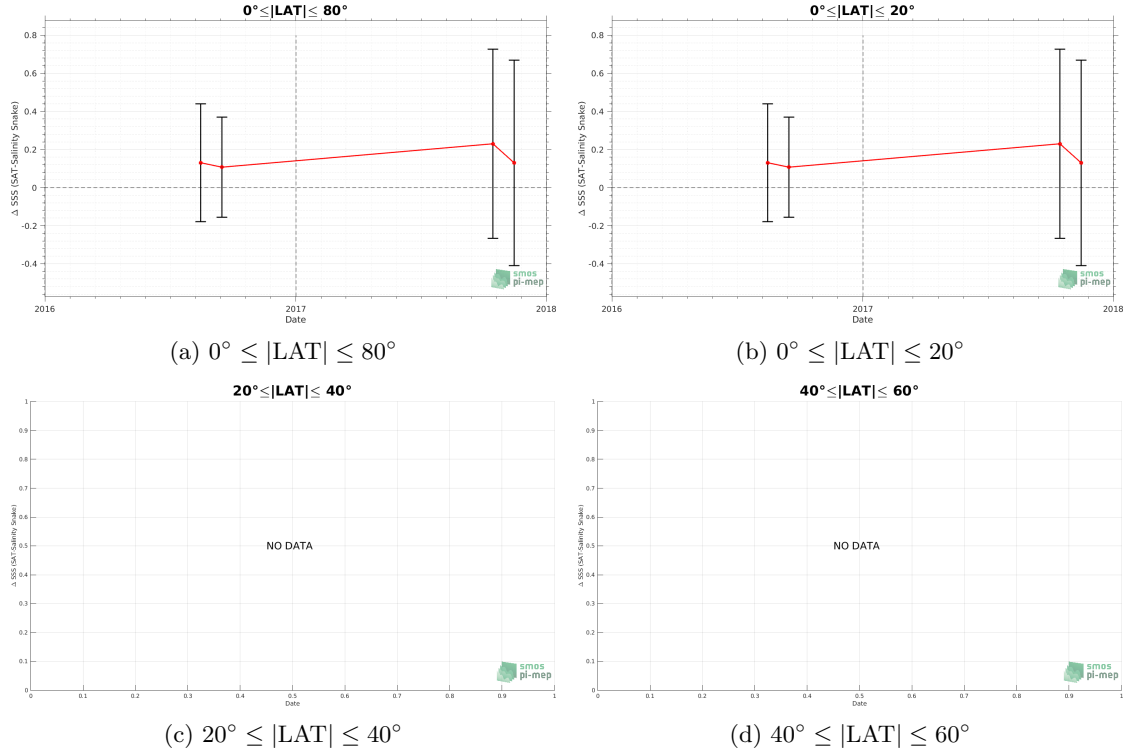 0°≤|LAT|≤ 80°
0.8
0.6
0.4
0.2
0
-0.2
-0.4
Δ SSS (SAT-Salinity Snake)
2016
2017
2018
Date
smos
pi-mep
(a) 0° ≤ |LAT| ≤ 80°
0°≤|LAT|≤ 20°
0.8
0.6
0.4
0.2
0
-0.2
-0.4
Δ SSS (SAT-Salinity Snake)
2016
2017
2018
Date
smos
pi-mep
(b) 0° ≤ |LAT| ≤ 20°
20°≤|LAT|≤ 40°
1
0.9
0.8
0.7
0.6
0.5
0.4
0.3
0.2
0.1
0
Δ SSS (SAT-Salinity Snake)
NO DATA
0 0.1 0.2 0.3 0.4 0.5 0.6 0.7 0.8 0.9 1
Date
smos
pi-mep
(c) 20° ≤ |LAT| ≤ 40°
40°≤|LAT|≤ 60°
1
0.9
0.8
0.7
0.6
0.5
0.4
0.3
0.2
0.1
0
Δ SSS (SAT-Salinity Snake)
NO DATA
0 0.1 0.2 0.3 0.4 0.5 0.6 0.7 0.8 0.9 1
Date
smos
pi-mep
(d) 40° ≤ |LAT| ≤ 60°